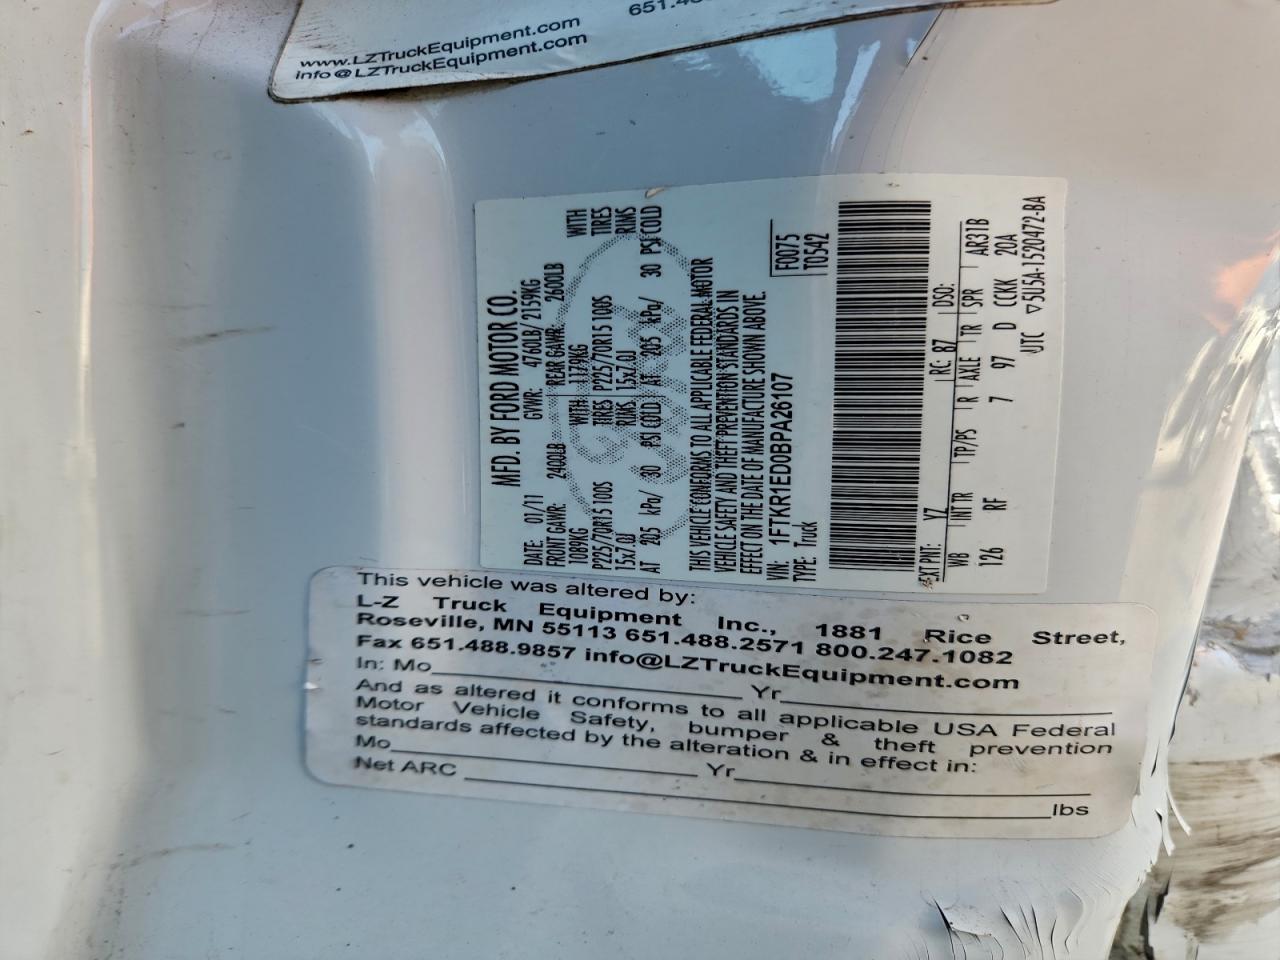 www.LZTruckEquipment.com
info@LZTruckEquipment.com
MFD. BY FORD MOTOR CO.
DATE: 01/11 GVWR: 4760LB/ 2159KG
FRONT GAWR: 2400LB REAR GAWR: 2600LB
1089KG WITH 1179KG WITH
P225/70R15 100S TIRES P225/70R15 100S TIRES
15x7.0J RIMS 15x7.0J RIMS
AT 205 kPa/ 30 PSI COLD AT 205 kPa/ 30 PSI COLD
THIS VEHICLE CONFORMS TO ALL APPLICABLE FEDERAL MOTOR
VEHICLE SAFETY AND THEFT PREVENTION STANDARDS IN
EFFECT ON THE DATE OF MANUFACTURE SHOWN ABOVE.
VIN: 1FTKR1ED0BPA26107
TYPE: Truck
F0075
T0542
EXT PNT: YZ RC: 87 DSO:
WB INT TR TP/PS R AXLE TR SPR AR31B
126 RF 7 97 D CCKK 20A
UTC ▽5U5A-1520472-BA
This vehicle was altered by:
L-Z Truck Equipment Inc., 1881 Rice Street,
Roseville, MN 55113 651.488.2571 800.247.1082
Fax 651.488.9857 info@LZTruckEquipment.com
In: Mo Yr
And as altered it conforms to all applicable USA Federal
Motor Vehicle Safety, bumper & theft prevention
standards affected by the alteration & in effect in:
Mo Yr
Net ARC lbs